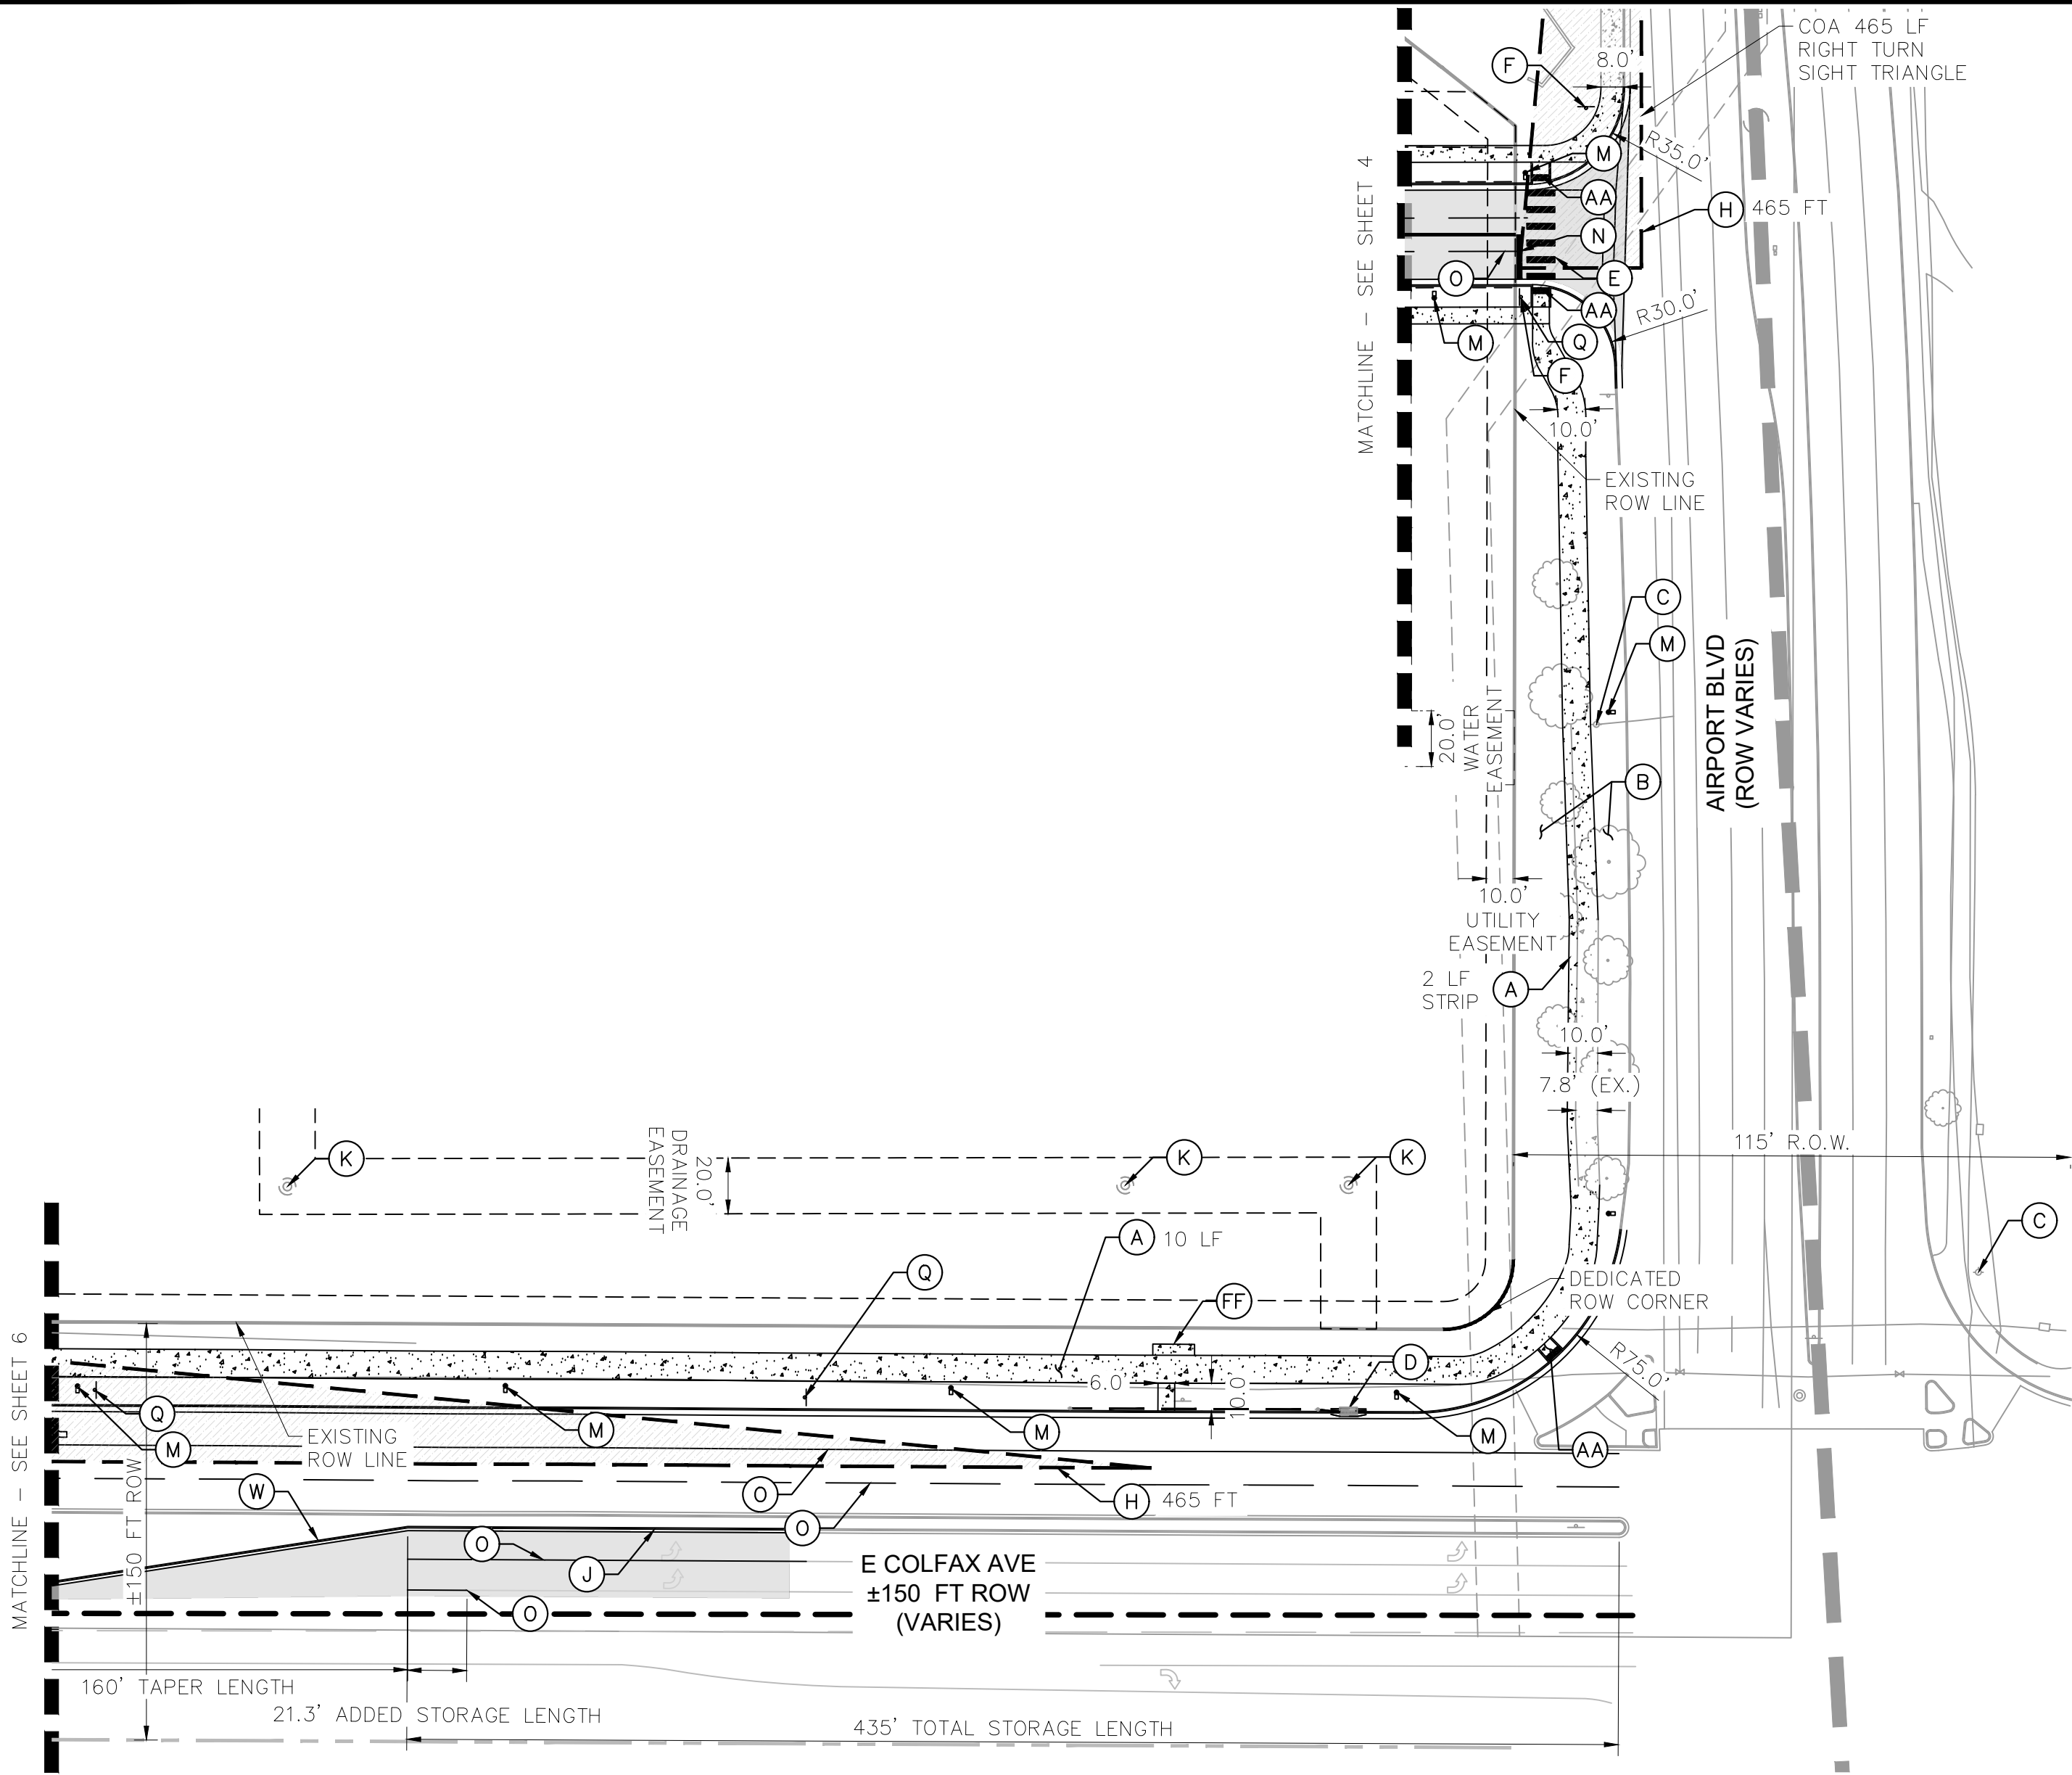 COA 465 LF
RIGHT TURN
SIGHT TRIANGLE
8.0'
F
R35.0'
M
AA
H 465 FT
N
O
E
AA
R30.0'
M
Q
F
MATCHLINE - SEE SHEET 4
10.0'
EXISTING
ROW LINE
C
M
AIRPORT BLVD
(ROW VARIES)
20.0'
WATER
EASEMENT
B
10.0'
UTILITY
EASEMENT
2 LF
STRIP
A
10.0'
7.8' (EX.)
115' R.O.W.
K
K
K
20.0'
DRAINAGE
EASEMENT
C
A 10 LF
Q
FF
DEDICATED
ROW CORNER
R75.0'
D
6.0'
10.0'
MATCHLINE - SEE SHEET 6
Q
M
EXISTING
ROW LINE
M
M
M
AA
±150 FT ROW
W
O
H 465 FT
O
O
J
O
E COLFAX AVE
±150 FT ROW
(VARIES)
160' TAPER LENGTH
21.3' ADDED STORAGE LENGTH
435' TOTAL STORAGE LENGTH